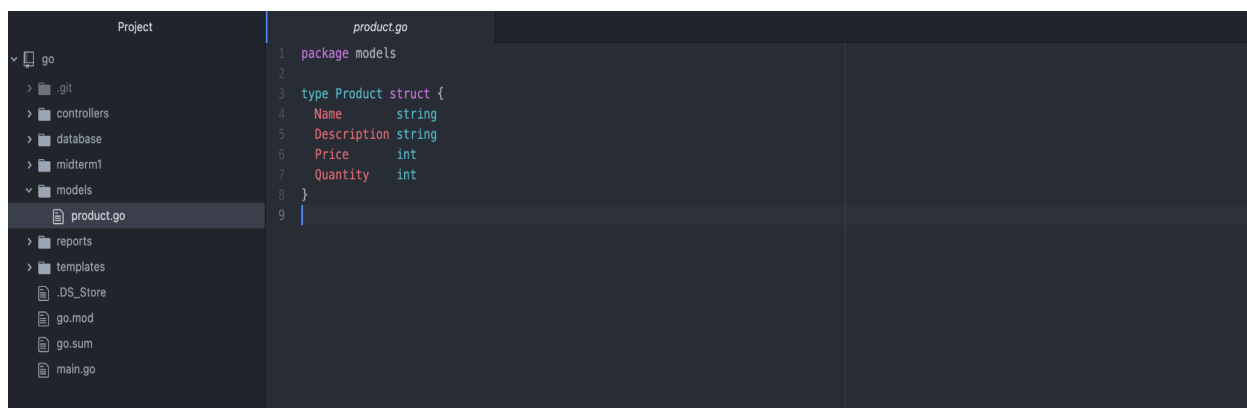 Project
product.go
go
.git
controllers
database
midterm1
models
product.go
reports
templates
.DS_Store
go.mod
go.sum
main.go
1 package models
2
3 type Product struct {
4 Name string
5 Description string
6 Price int
7 Quantity int
8 }
9